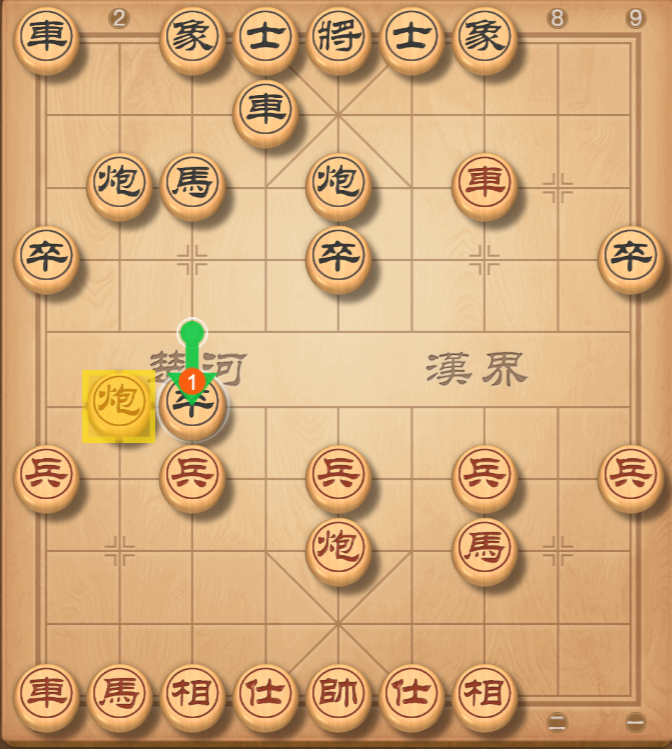 2 8 9
車 象 士 將 士 象
車
炮 馬 炮 車
卒 卒 卒
楚河 漢界
1
炮 卒
兵 兵 兵 兵 兵
炮 馬
車 馬 相 仕 帥 仕 相
二 一